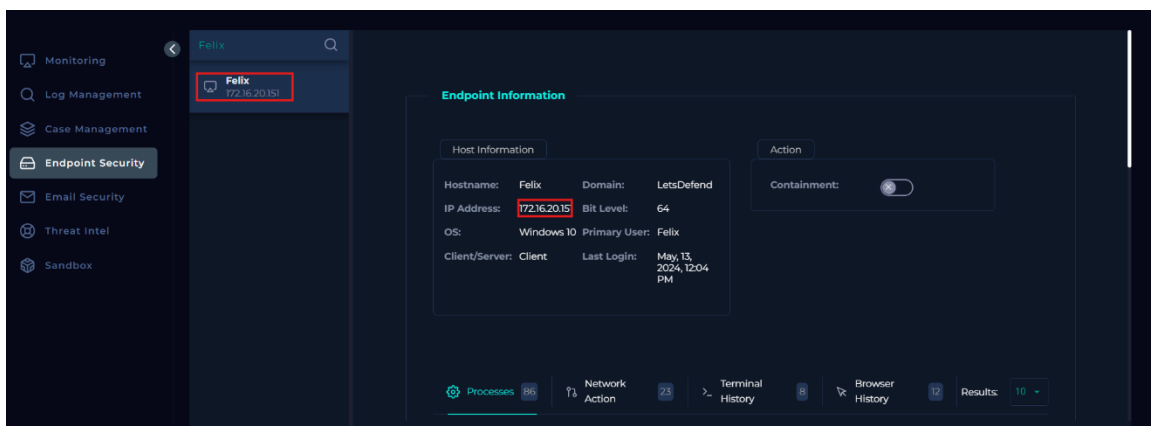 Monitoring
Log Management
Case Management
Endpoint Security
Email Security
Threat Intel
Sandbox
Felix
Felix
172.16.20.151
Endpoint Information
Host Information
Hostname: Felix Domain: LetsDefend
IP Address: 172.16.20.151 Bit Level: 64
OS: Windows 10 Primary User: Felix
Client/Server: Client Last Login: May, 13, 2024, 12:04 PM
Action
Containment:
Processes 86
Network Action 23
>_ Terminal History 8
Browser History 12
Results: 10